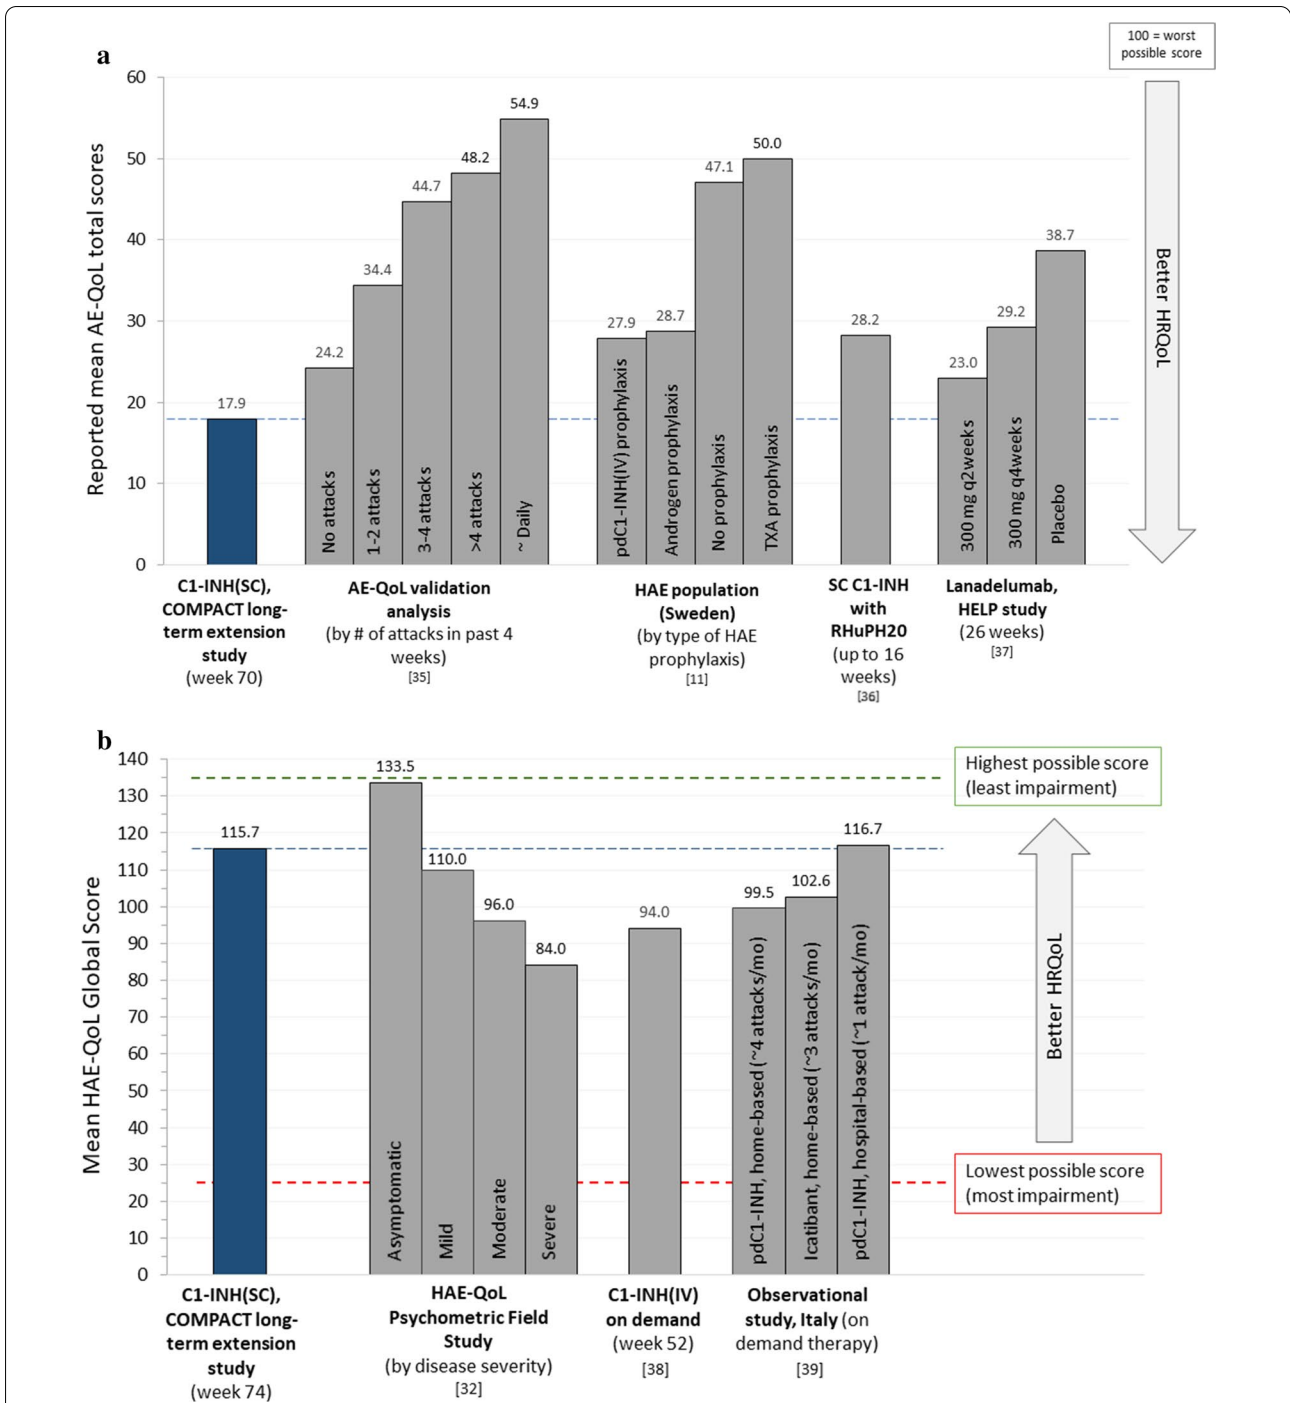 a
100 = worst
possible score
Reported mean AE-QoL total scores
60
50
40
30
20
10
0
17.9
24.2
34.4
44.7
48.2
54.9
27.9
28.7
47.1
50.0
28.2
23.0
29.2
38.7
No attacks
1-2 attacks
3-4 attacks
>4 attacks
~ Daily
pdC1-INH(IV) prophylaxis
Androgen prophylaxis
No prophylaxis
TXA prophylaxis
300 mg q2weeks
300 mg q4weeks
Placebo
Better HRQoL
C1-INH(SC),
COMPACT long-
term extension
study
(week 70)
AE-QoL validation
analysis
(by # of attacks in past 4
weeks)
[35]
HAE population
(Sweden)
(by type of HAE
prophylaxis)
[11]
SC C1-INH
with
RHuPH20
(up to 16
weeks)
[36]
Lanadelumab,
HELP study
(26 weeks)
[37]
b
Mean HAE-QoL Global Score
140
130
120
110
100
90
80
70
60
50
40
30
20
10
0
115.7
133.5
110.0
96.0
84.0
94.0
99.5
102.6
116.7
Asymptomatic
Mild
Moderate
Severe
pdC1-INH, home-based (~4 attacks/mo)
Icatibant, home-based (~3 attacks/mo)
pdC1-INH, hospital-based (~1 attack/mo)
Highest possible score
(least impairment)
Better HRQoL
Lowest possible score
(most impairment)
C1-INH(SC),
COMPACT long-
term extension
study
(week 74)
HAE-QoL
Psychometric Field
Study
(by disease severity)
[32]
C1-INH(IV)
on demand
(week 52)
[38]
Observational
study, Italy (on
demand therapy)
[39]